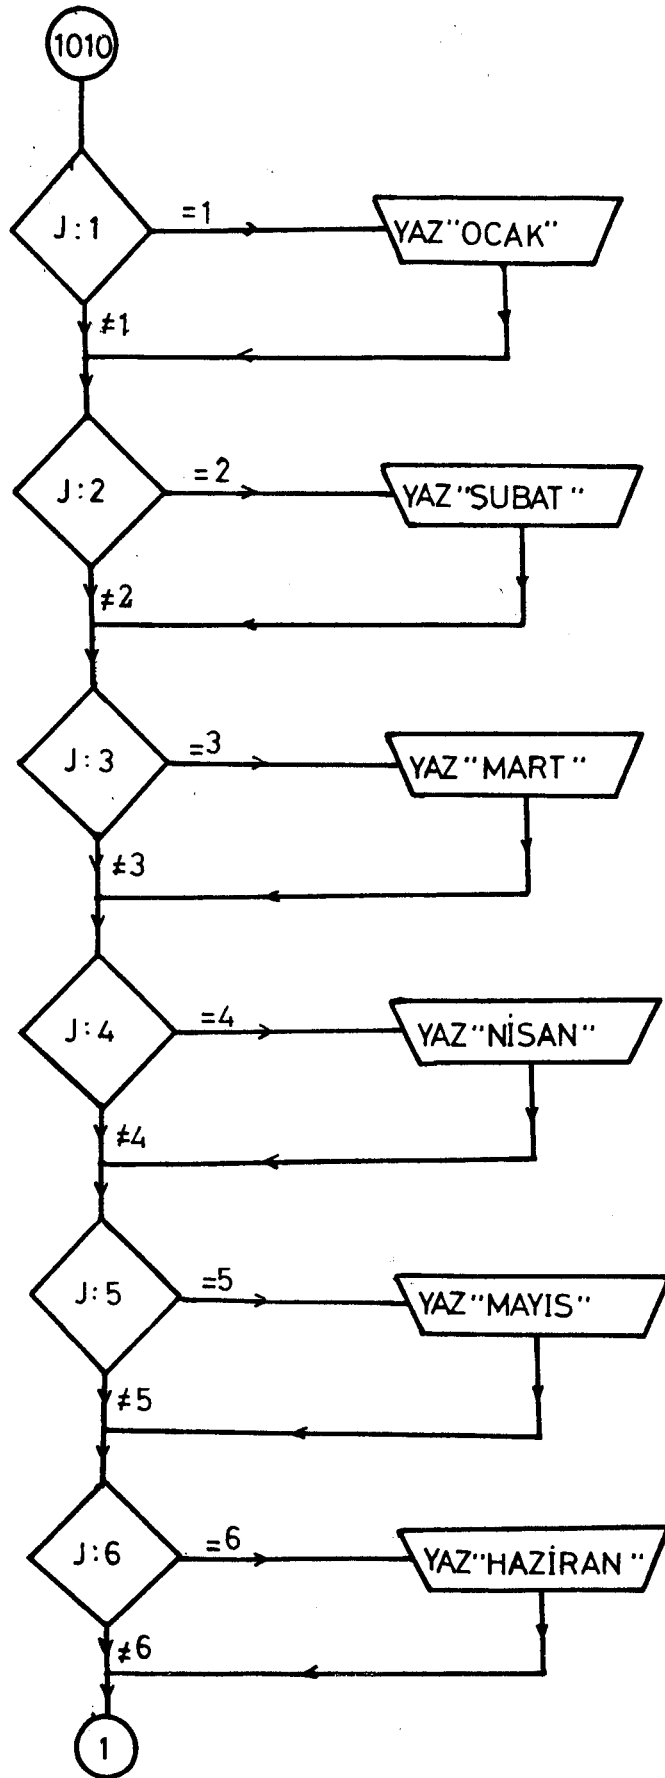 1010
J:1
=1
YAZ"OCAK"
≠1
J:2
=2
YAZ"SUBAT"
≠2
J:3
=3
YAZ"MART"
≠3
J:4
=4
YAZ"NİSAN"
≠4
J:5
=5
YAZ"MAYIS"
≠5
J:6
=6
YAZ"HAZİRAN"
≠6
1